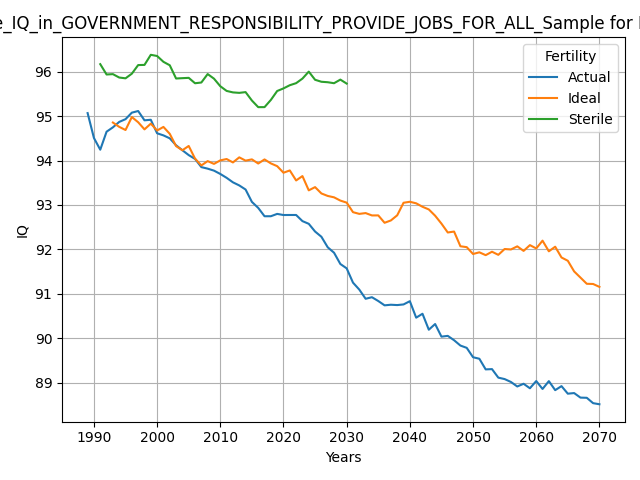 e_IQ_in_GOVERNMENT_RESPONSIBILITY_PROVIDE_JOBS_FOR_ALL_Sample for
Fertility
Actual
Ideal
Sterile
96
95
94
93
92
91
90
89
IQ
1990 2000 2010 2020 2030 2040 2050 2060 2070
Years